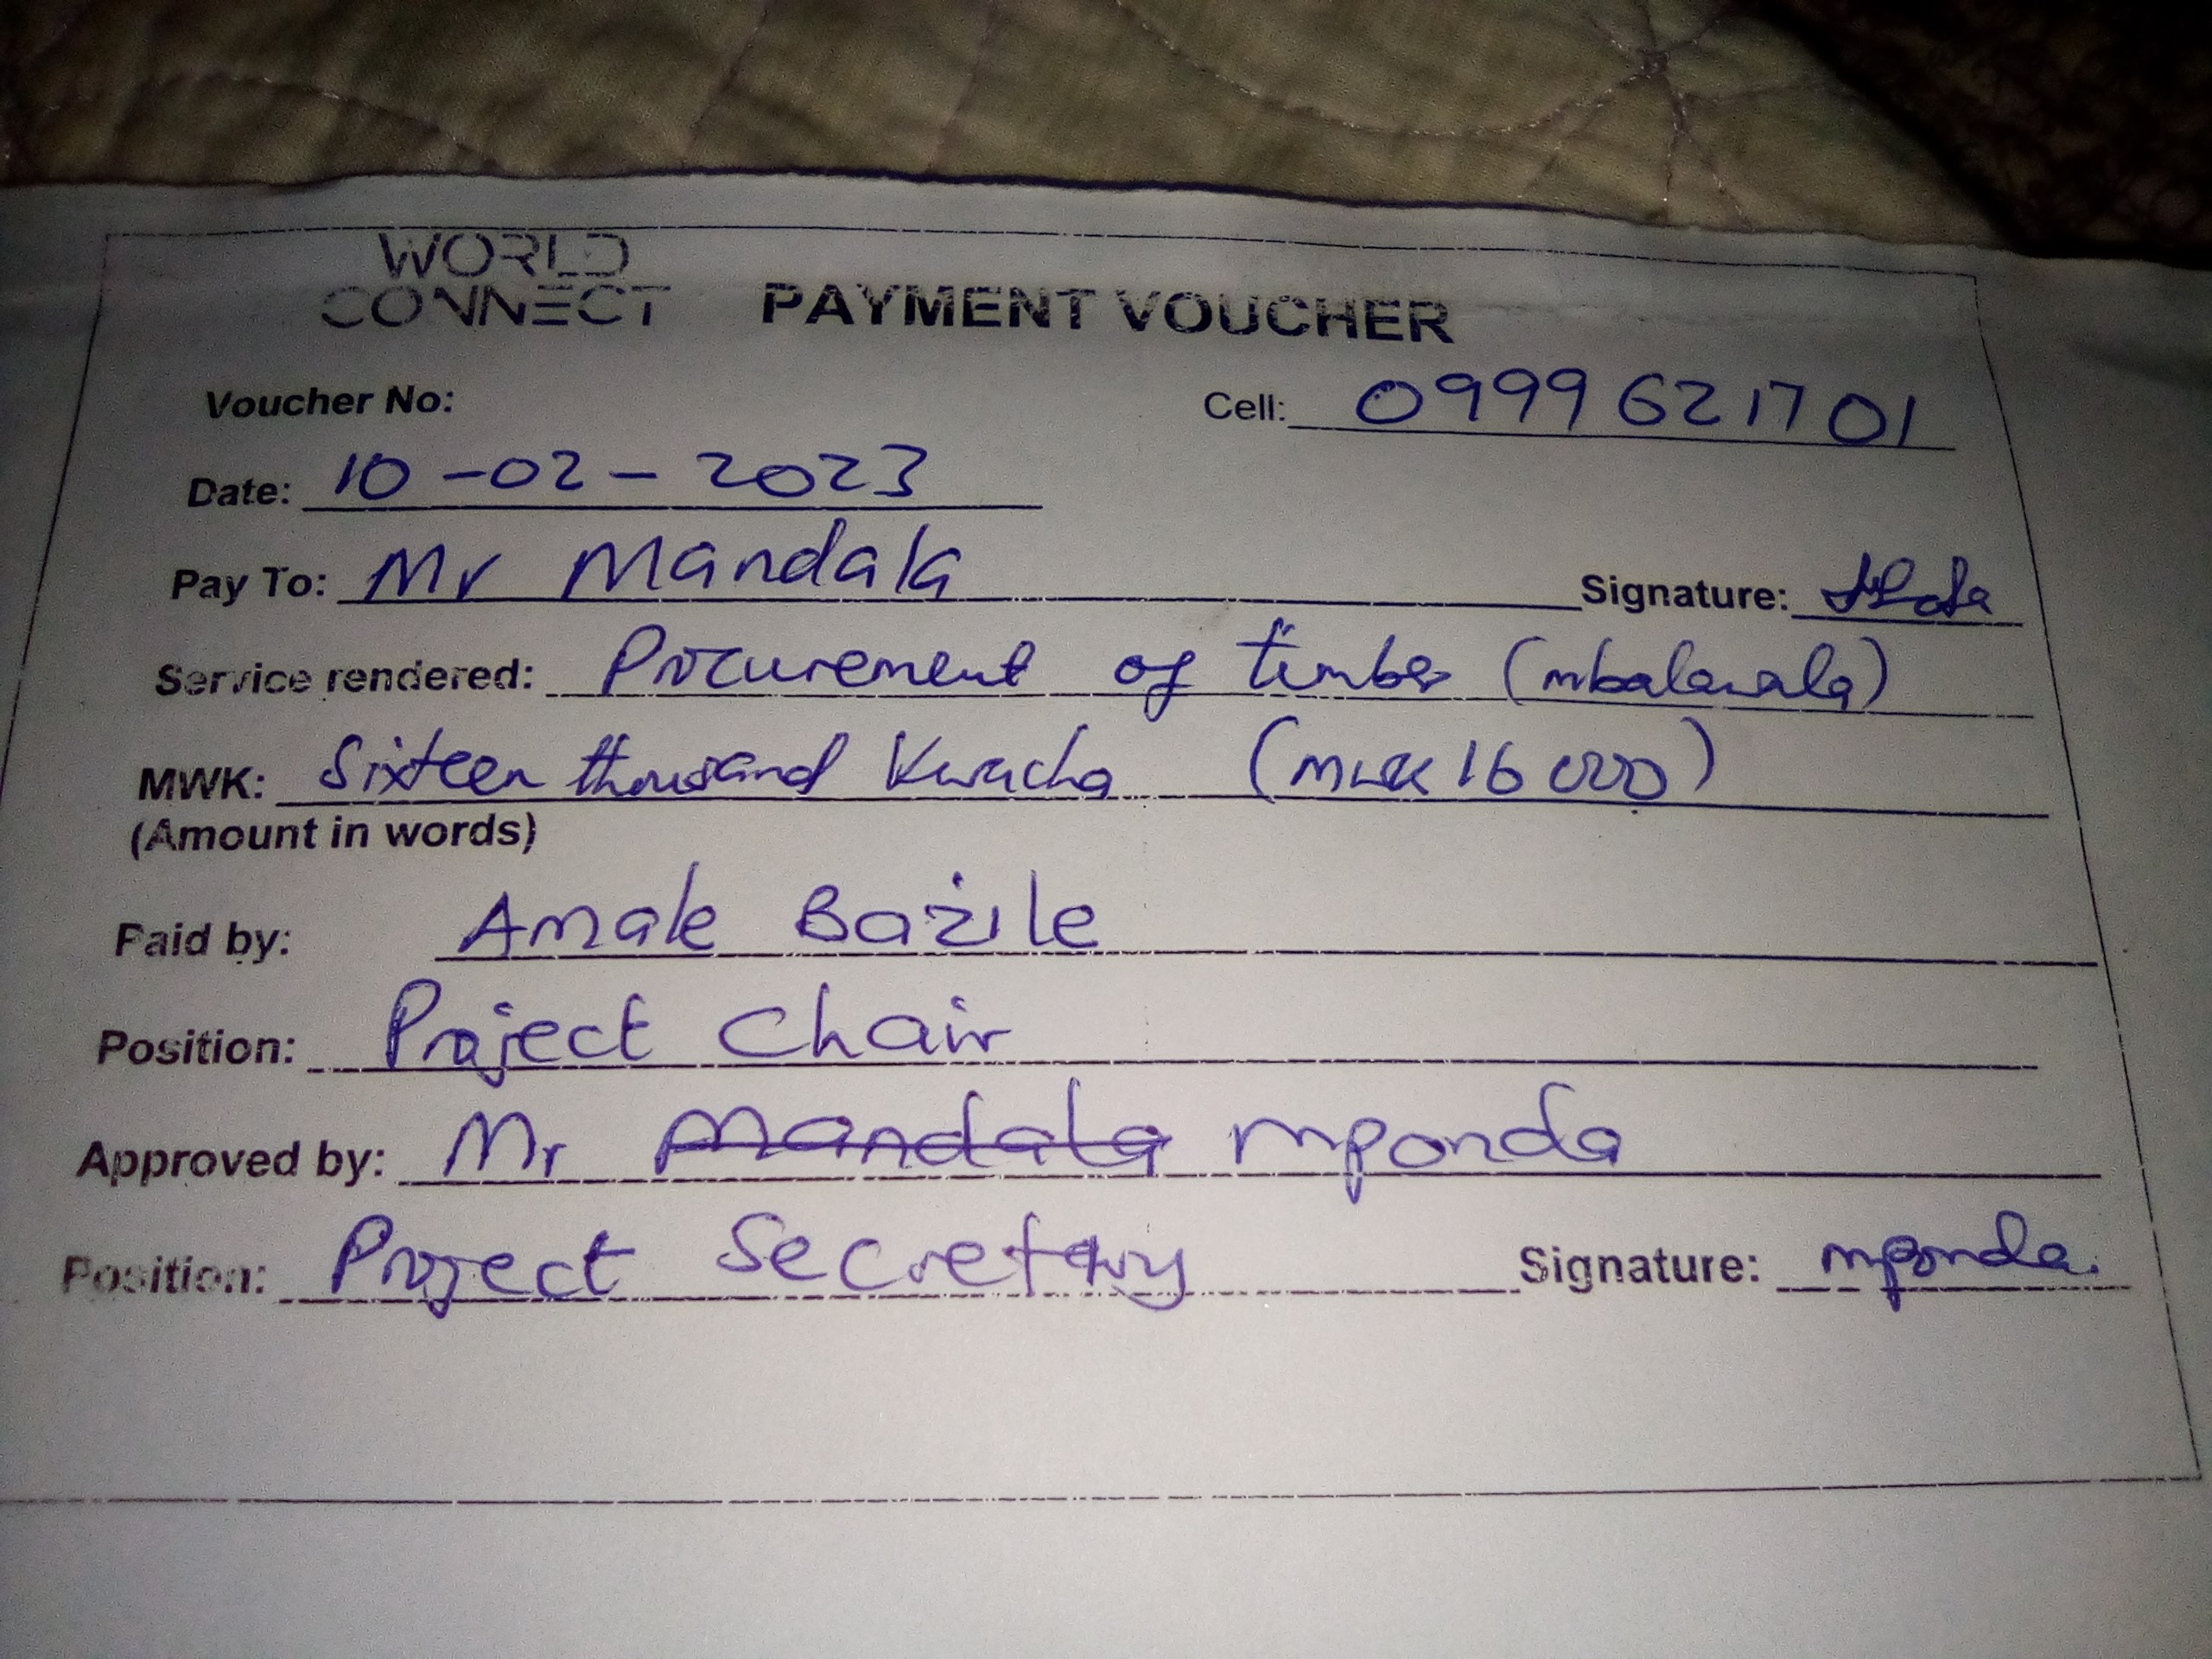 WORLD
CONNECT PAYMENT VOUCHER
Voucher No: Cell: 0999 621701
Date: 10-02-2023
Pay To: Mr Mandala Signature:
Service rendered: Procurement of timber (mbalawala)
MWK: Sixteen thousand Kwacha (MWK 16 000)
(Amount in words)
Paid by: Amale Bazile
Position: Project Chair
Approved by: Mr Mandala Mponda
Position: Project Secretary Signature: mponda.